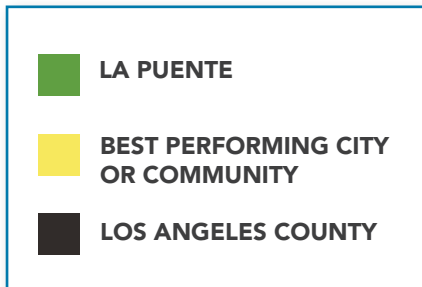 LA PUENTE
BEST PERFORMING CITY
OR COMMUNITY
LOS ANGELES COUNTY